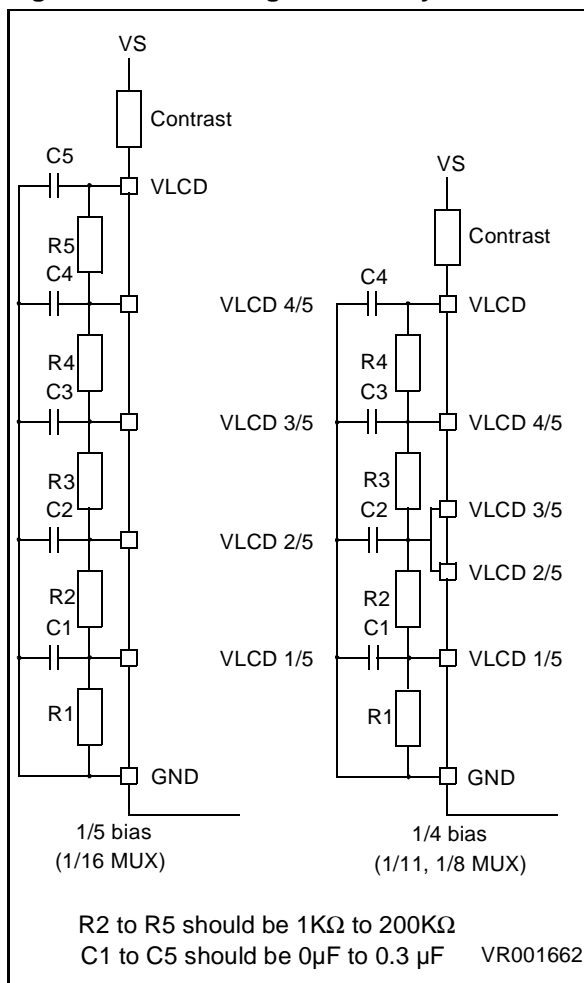 VS
Contrast
C5
VLCD
R5
C4
VLCD 4/5
R4
C3
VLCD 3/5
R3
C2
VLCD 2/5
R2
C1
VLCD 1/5
R1
GND
1/5 bias
(1/16 MUX)
VS
Contrast
C4
VLCD
R4
C3
VLCD 4/5
R3
VLCD 3/5
C2
VLCD 2/5
R2
C1
VLCD 1/5
R1
GND
1/4 bias
(1/11, 1/8 MUX)
R2 to R5 should be 1KΩ to 200KΩ
C1 to C5 should be 0µF to 0.3 µF
VR001662